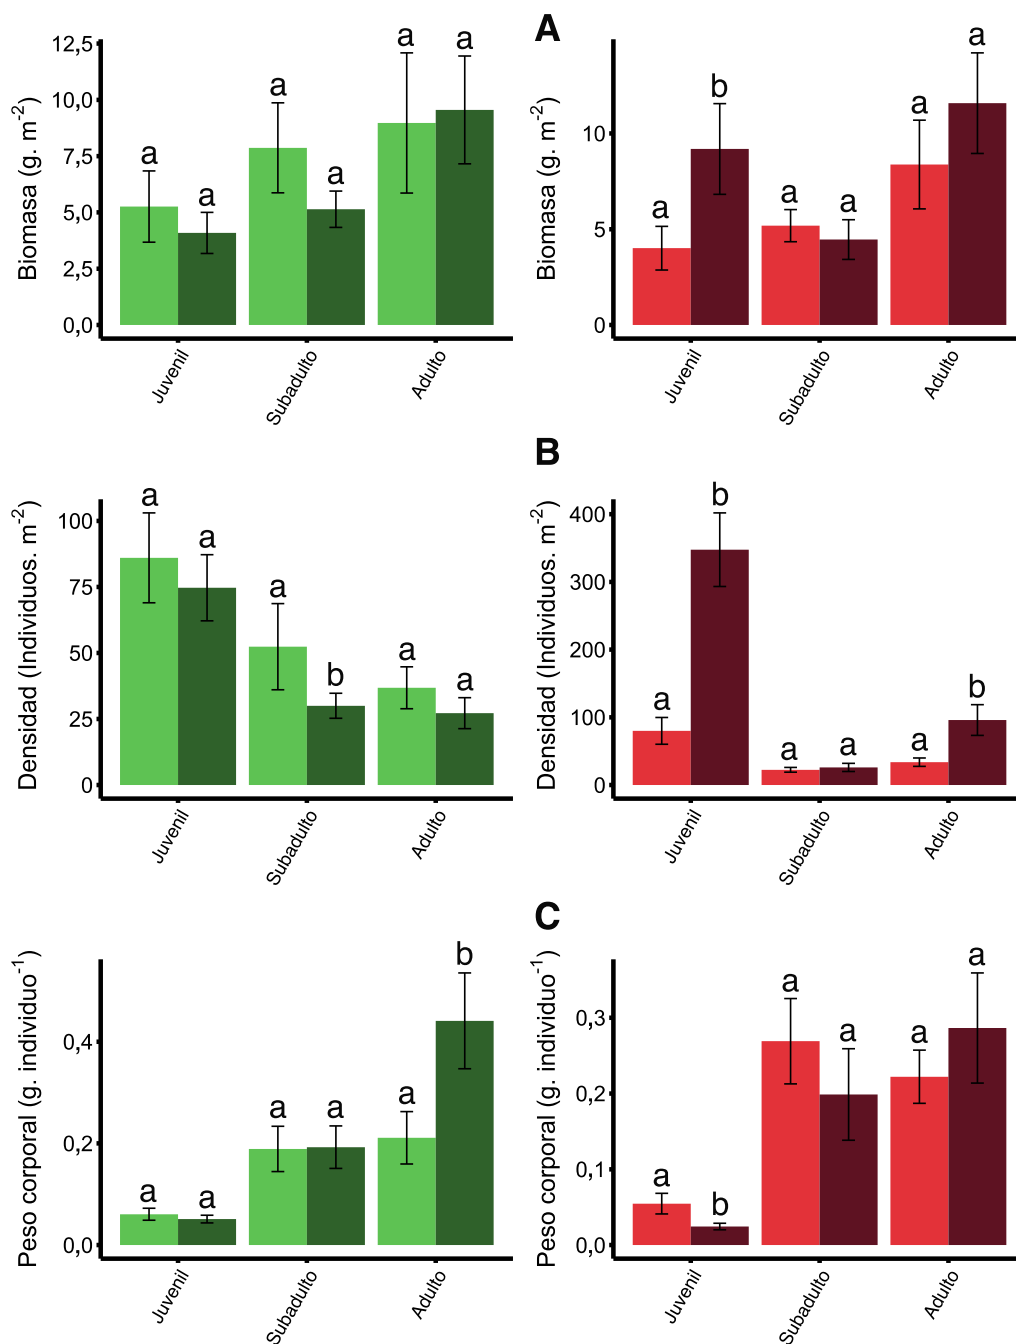 A
Biomasa (g. m-2)
12,5
10,0
7,5
5,0
2,5
0,0
a a a a a a
Juvenil Subadulto Adulto
Biomasa (g. m-2)
10
5
0
a b a a a a
Juvenil Subadulto Adulto
B
Densidad (Individuos. m-2)
100
75
50
25
0
a a a b a a
Juvenil Subadulto Adulto
Densidad (Individuos. m-2)
400
300
200
100
0
a b a a a b
Juvenil Subadulto Adulto
C
Peso corporal (g. individuo-1)
0,4
0,2
0,0
a a a a a b
Juvenil Subadulto Adulto
Peso corporal (g. individuo-1)
0,3
0,2
0,1
0,0
a b a a a a
Juvenil Subadulto Adulto